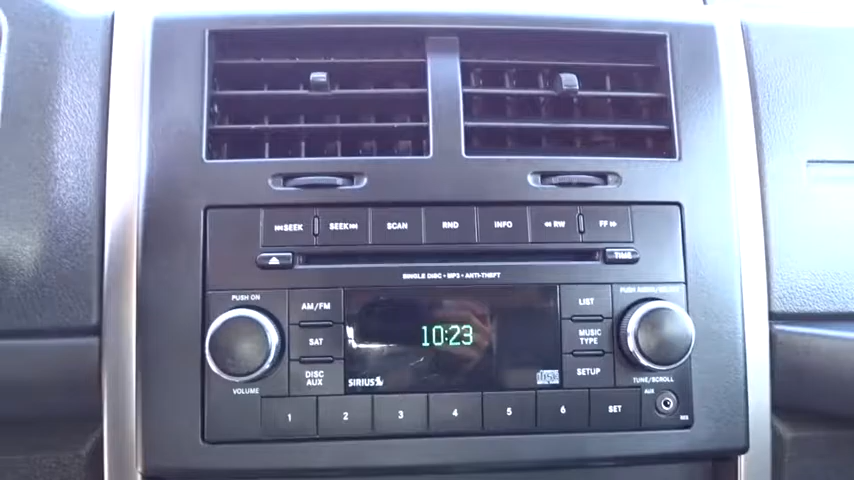 ⏮SEEK SEEK⏭ SCAN RND INFO ◀◀RW FF▶▶
TIME
SINGLE DISC • MP3 • ANTI-THEFT
PUSH ON
AM/FM
LIST
SAT
10:23
MUSIC
TYPE
DISC
AUX
SIRIUS
SETUP
VOLUME
TUNE/SCROLL
AUX
1 2 3 4 5 6 SET